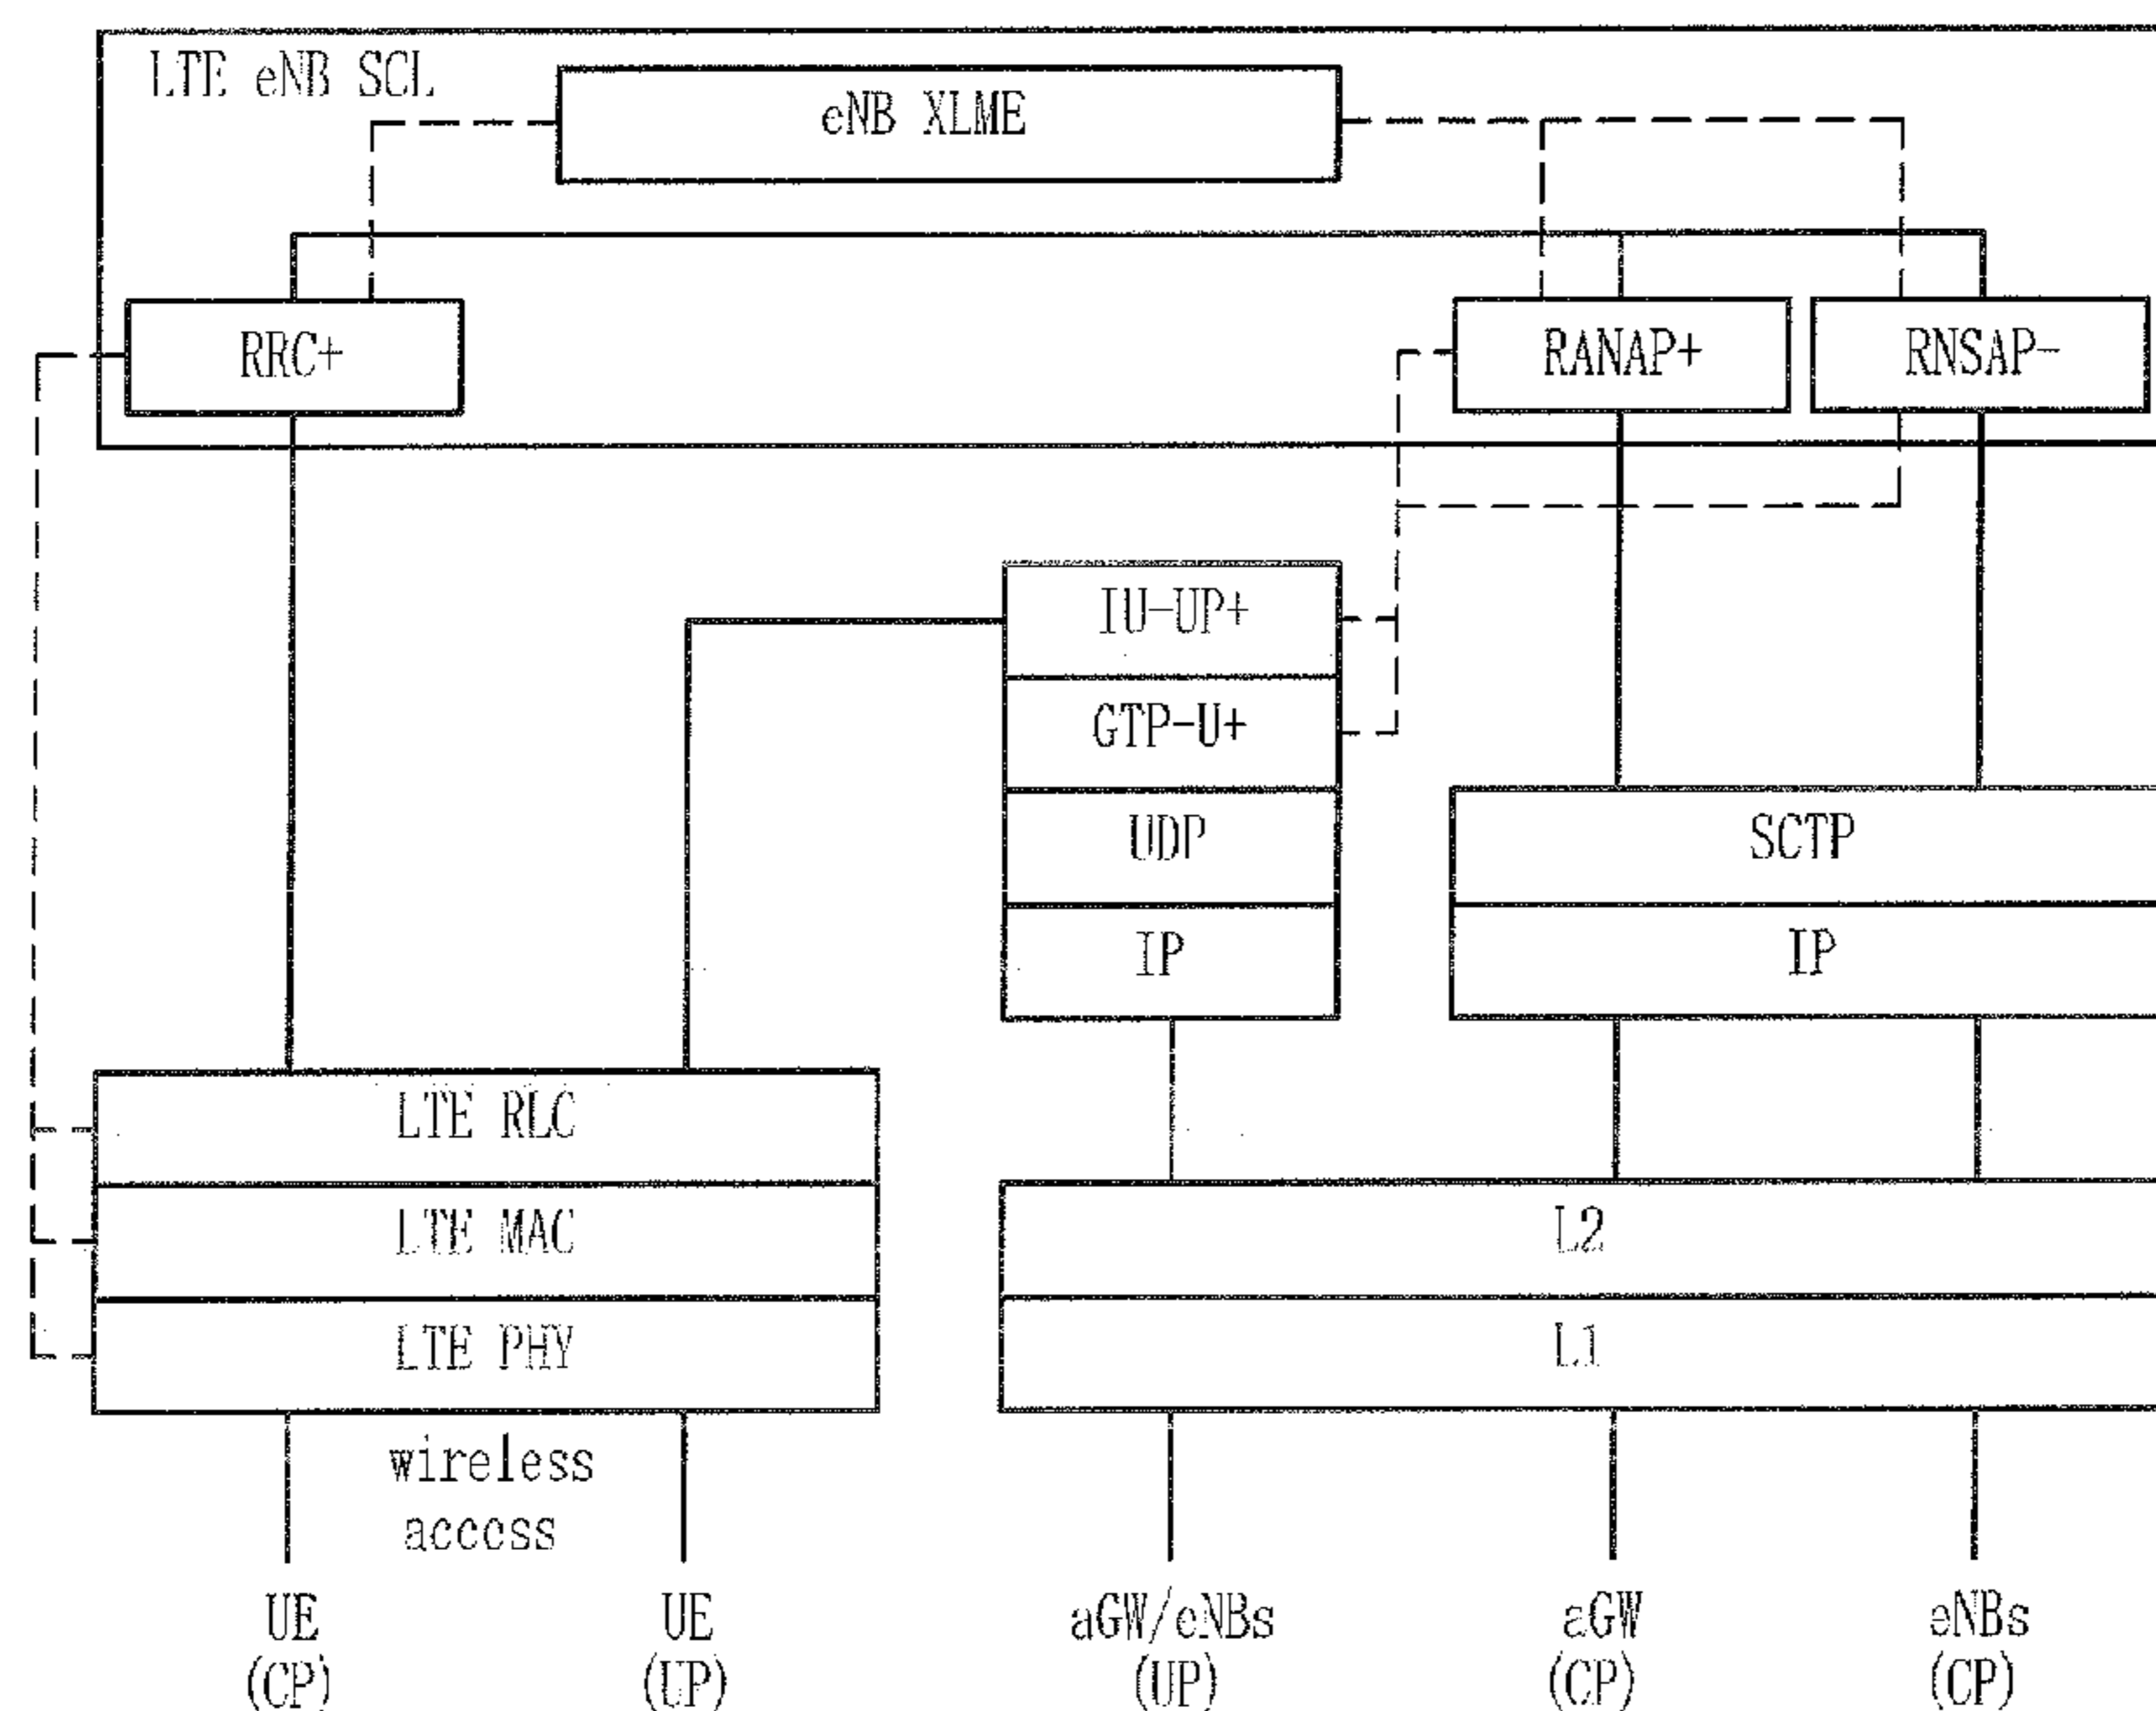 LTE eNB SCL
eNB XLME
RRC+
RANAP+
RNSAP-
IU-UP+
GTP-U+
UDP
SCTP
IP
IP
LTE RLC
LTE MAC
L2
LTE PHY
L1
wireless
access
UE
(CP)
UE
(UP)
aGW/eNBs
(UP)
aGW
(CP)
eNBs
(CP)